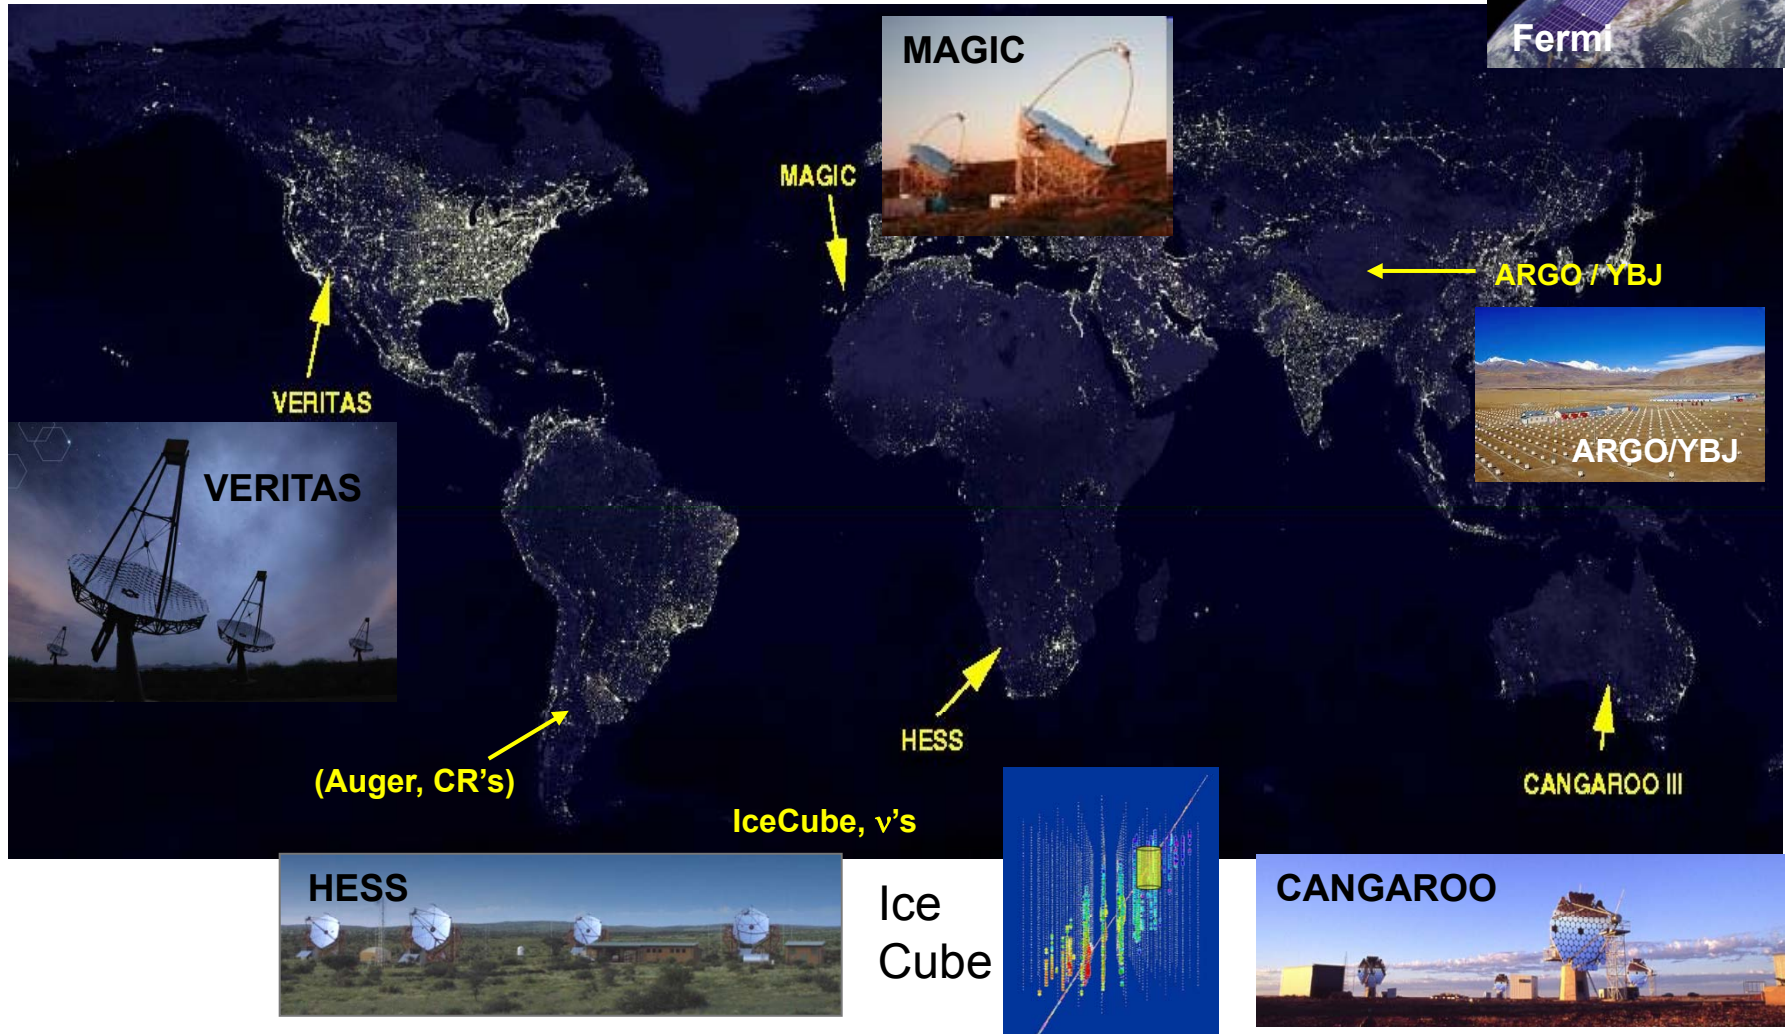 Fermi
MAGIC
MAGIC
ARGO / YBJ
VERITAS
ARGO/YBJ
VERITAS
HESS
(Auger, CR's)
CANGAROO III
IceCube, ν's
HESS
Ice
Cube
CANGAROO